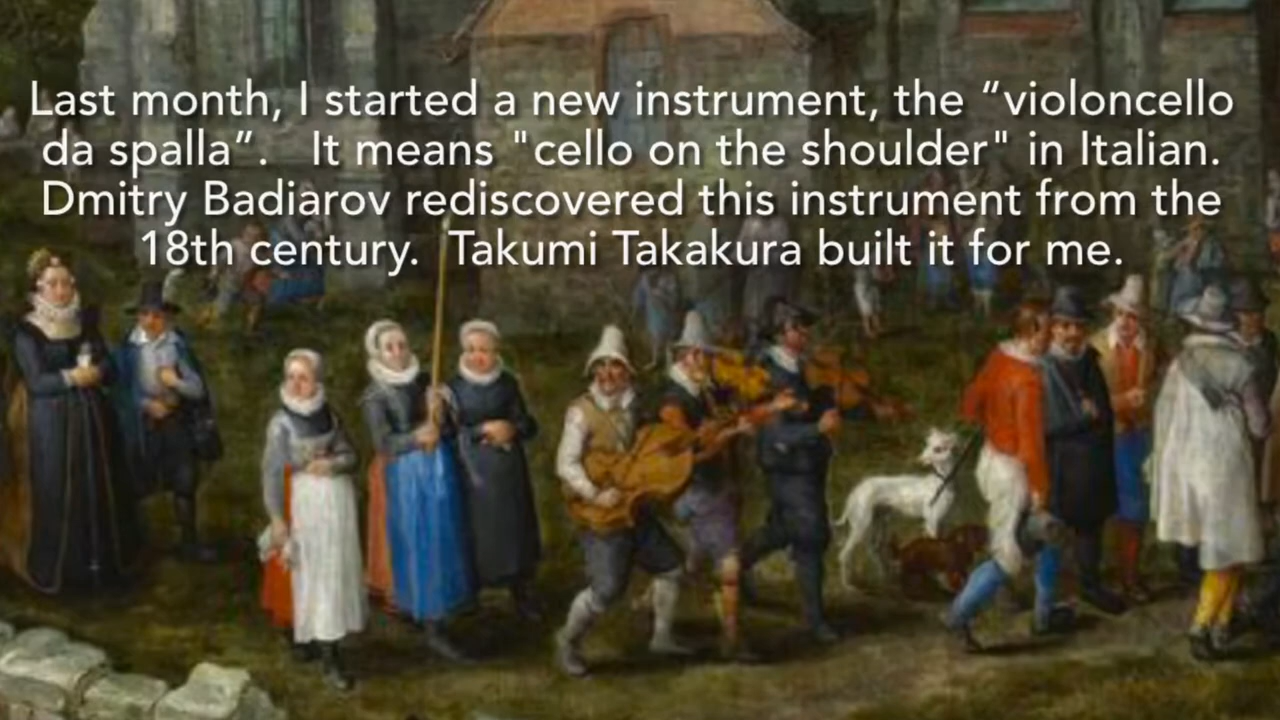 Last month, I started a new instrument, the “violoncello
da spalla”.   It means "cello on the shoulder" in Italian.
Dmitry Badiarov rediscovered this instrument from the
18th century.  Takumi Takakura built it for me.